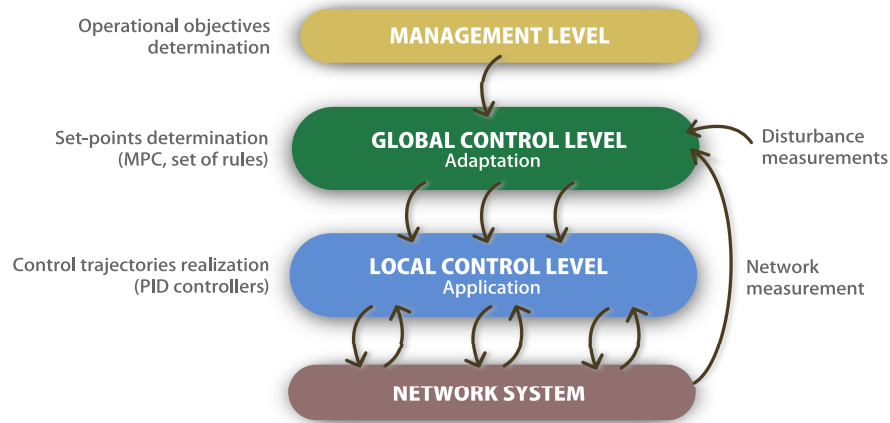 Operational objectives
determination
MANAGEMENT LEVEL
Set-points determination
(MPC, set of rules)
GLOBAL CONTROL LEVEL
Adaptation
Disturbance
measurements
Control trajectories realization
(PID controllers)
LOCAL CONTROL LEVEL
Application
Network
measurement
NETWORK SYSTEM